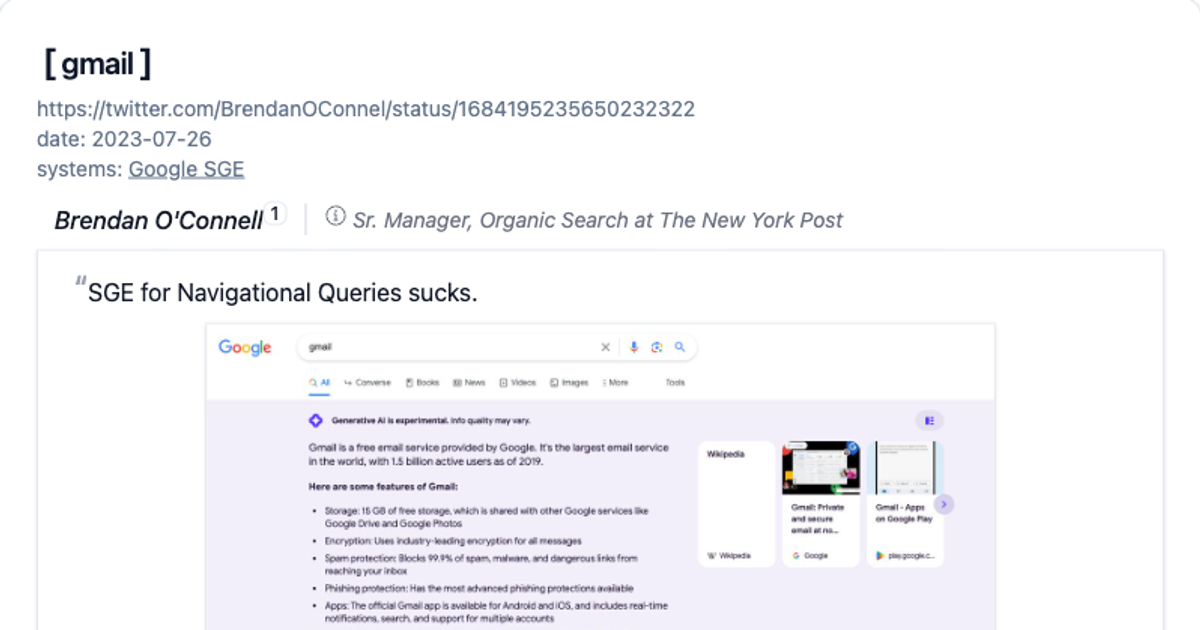 [ gmail ]
https://twitter.com/BrendanOConnel/status/1684195235650232322
date: 2023-07-26
systems: Google SGE
Brendan O'Connell 1
Sr. Manager, Organic Search at The New York Post
“SGE for Navigational Queries sucks.
Google
gmail
All Converse Books News Videos Images More Tools
Generative AI is experimental. Info quality may vary.
Gmail is a free email service provided by Google. It's the largest email service
in the world, with 1.5 billion active users as of 2019.
Here are some features of Gmail:
• Storage: 15 GB of free storage, which is shared with other Google services like
Google Drive and Google Photos
• Encryption: Uses industry-leading encryption for all messages
• Spam protection: Blocks 99.9% of spam, malware, and dangerous links from
reaching your inbox
• Phishing protection: Has the most advanced phishing protections available
• Apps: The official Gmail app is available for Android and iOS, and includes real-time
notifications, search, and support for multiple accounts
Wikipedia
W Wikipedia
Gmail: Private
and secure
email at no...
G Google
Gmail - Apps
on Google Play
play.google.c...